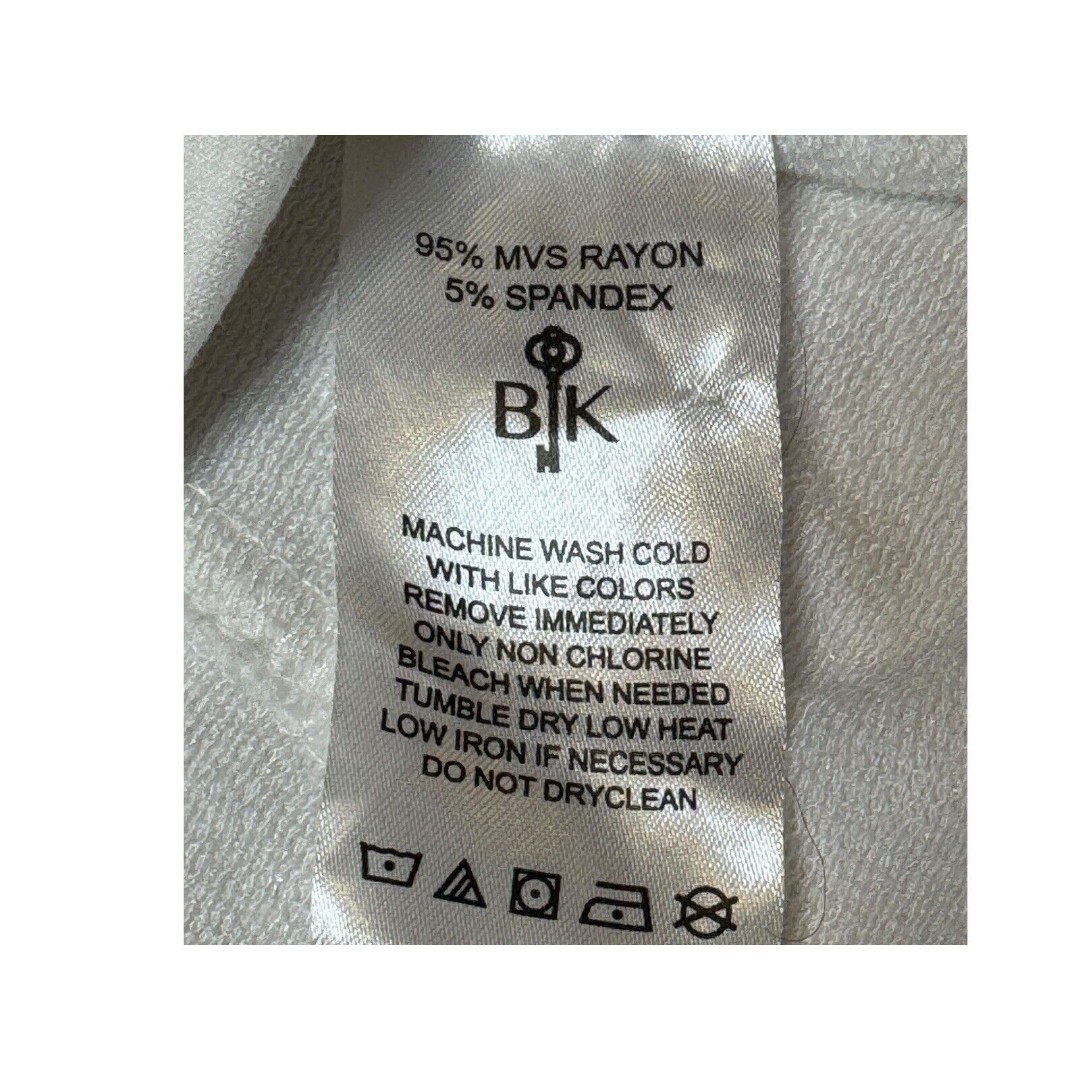 95% MVS RAYON
5% SPANDEX
B K
MACHINE WASH COLD
WITH LIKE COLORS
REMOVE IMMEDIATELY
ONLY NON CHLORINE
BLEACH WHEN NEEDED
TUMBLE DRY LOW HEAT
LOW IRON IF NECESSARY
DO NOT DRYCLEAN